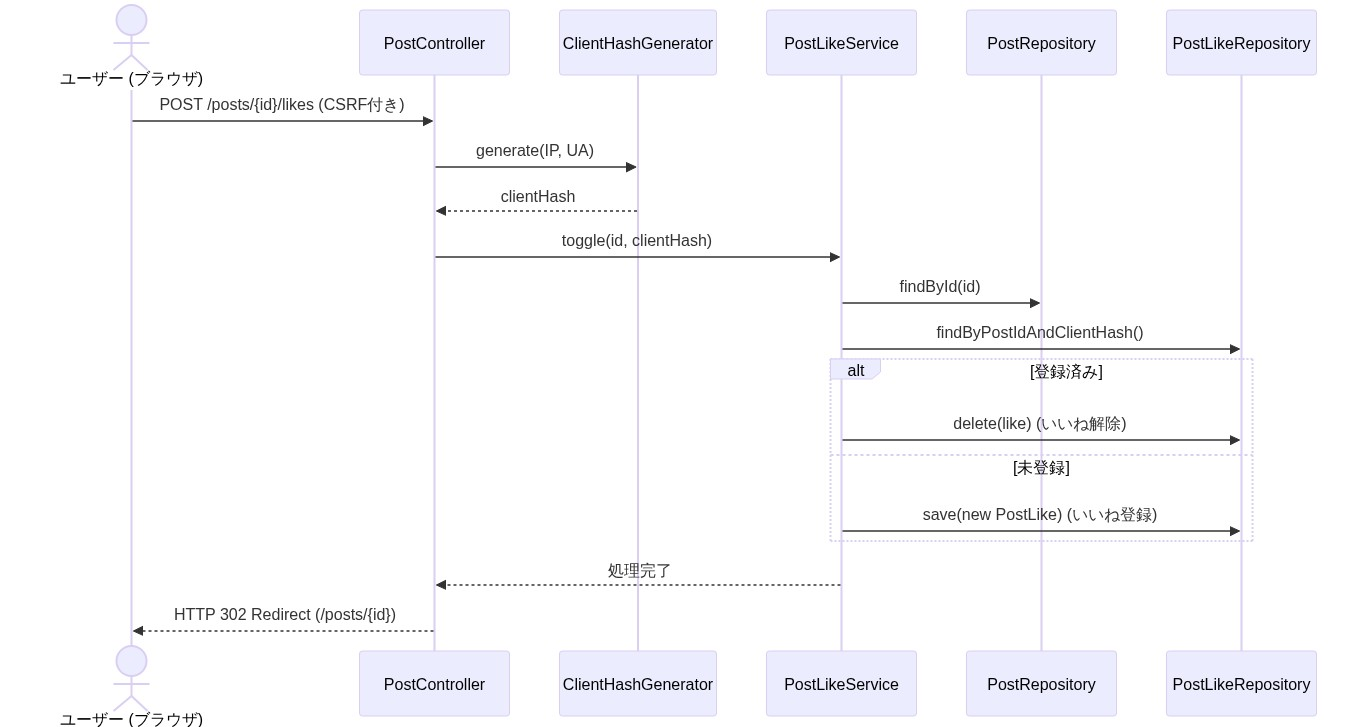 ユーザー (ブラウザ)
PostController
ClientHashGenerator
PostLikeService
PostRepository
PostLikeRepository
POST /posts/{id}/likes (CSRF付き)
generate(IP, UA)
clientHash
toggle(id, clientHash)
findById(id)
findByPostIdAndClientHash()
alt
[登録済み]
delete(like) (いいね解除)
[未登録]
save(new PostLike) (いいね登録)
処理完了
HTTP 302 Redirect (/posts/{id})
ユーザー (ブラウザ)
PostController
ClientHashGenerator
PostLikeService
PostRepository
PostLikeRepository